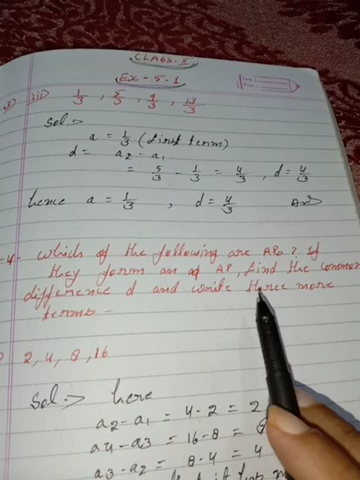 CLASS-X
EX-5.1
iii) 1/3, 5/3, 9/3, 13/3
Sol→
a = 1/3 (first term)
d = a₂ - a₁
= 5/3 - 1/3 = 4/3, d = 4/3
hence a = 1/3, d = 4/3 Ans
4- which of the following are APs? If
they form an of AP, find the common
difference d and write three more
terms-
2, 4, 8, 16
Sol→ here
a₂-a₁ = 4-2 = 2
a₄-a₃ = 16-8 = 8
a₃-a₂ = 8-4 = 4